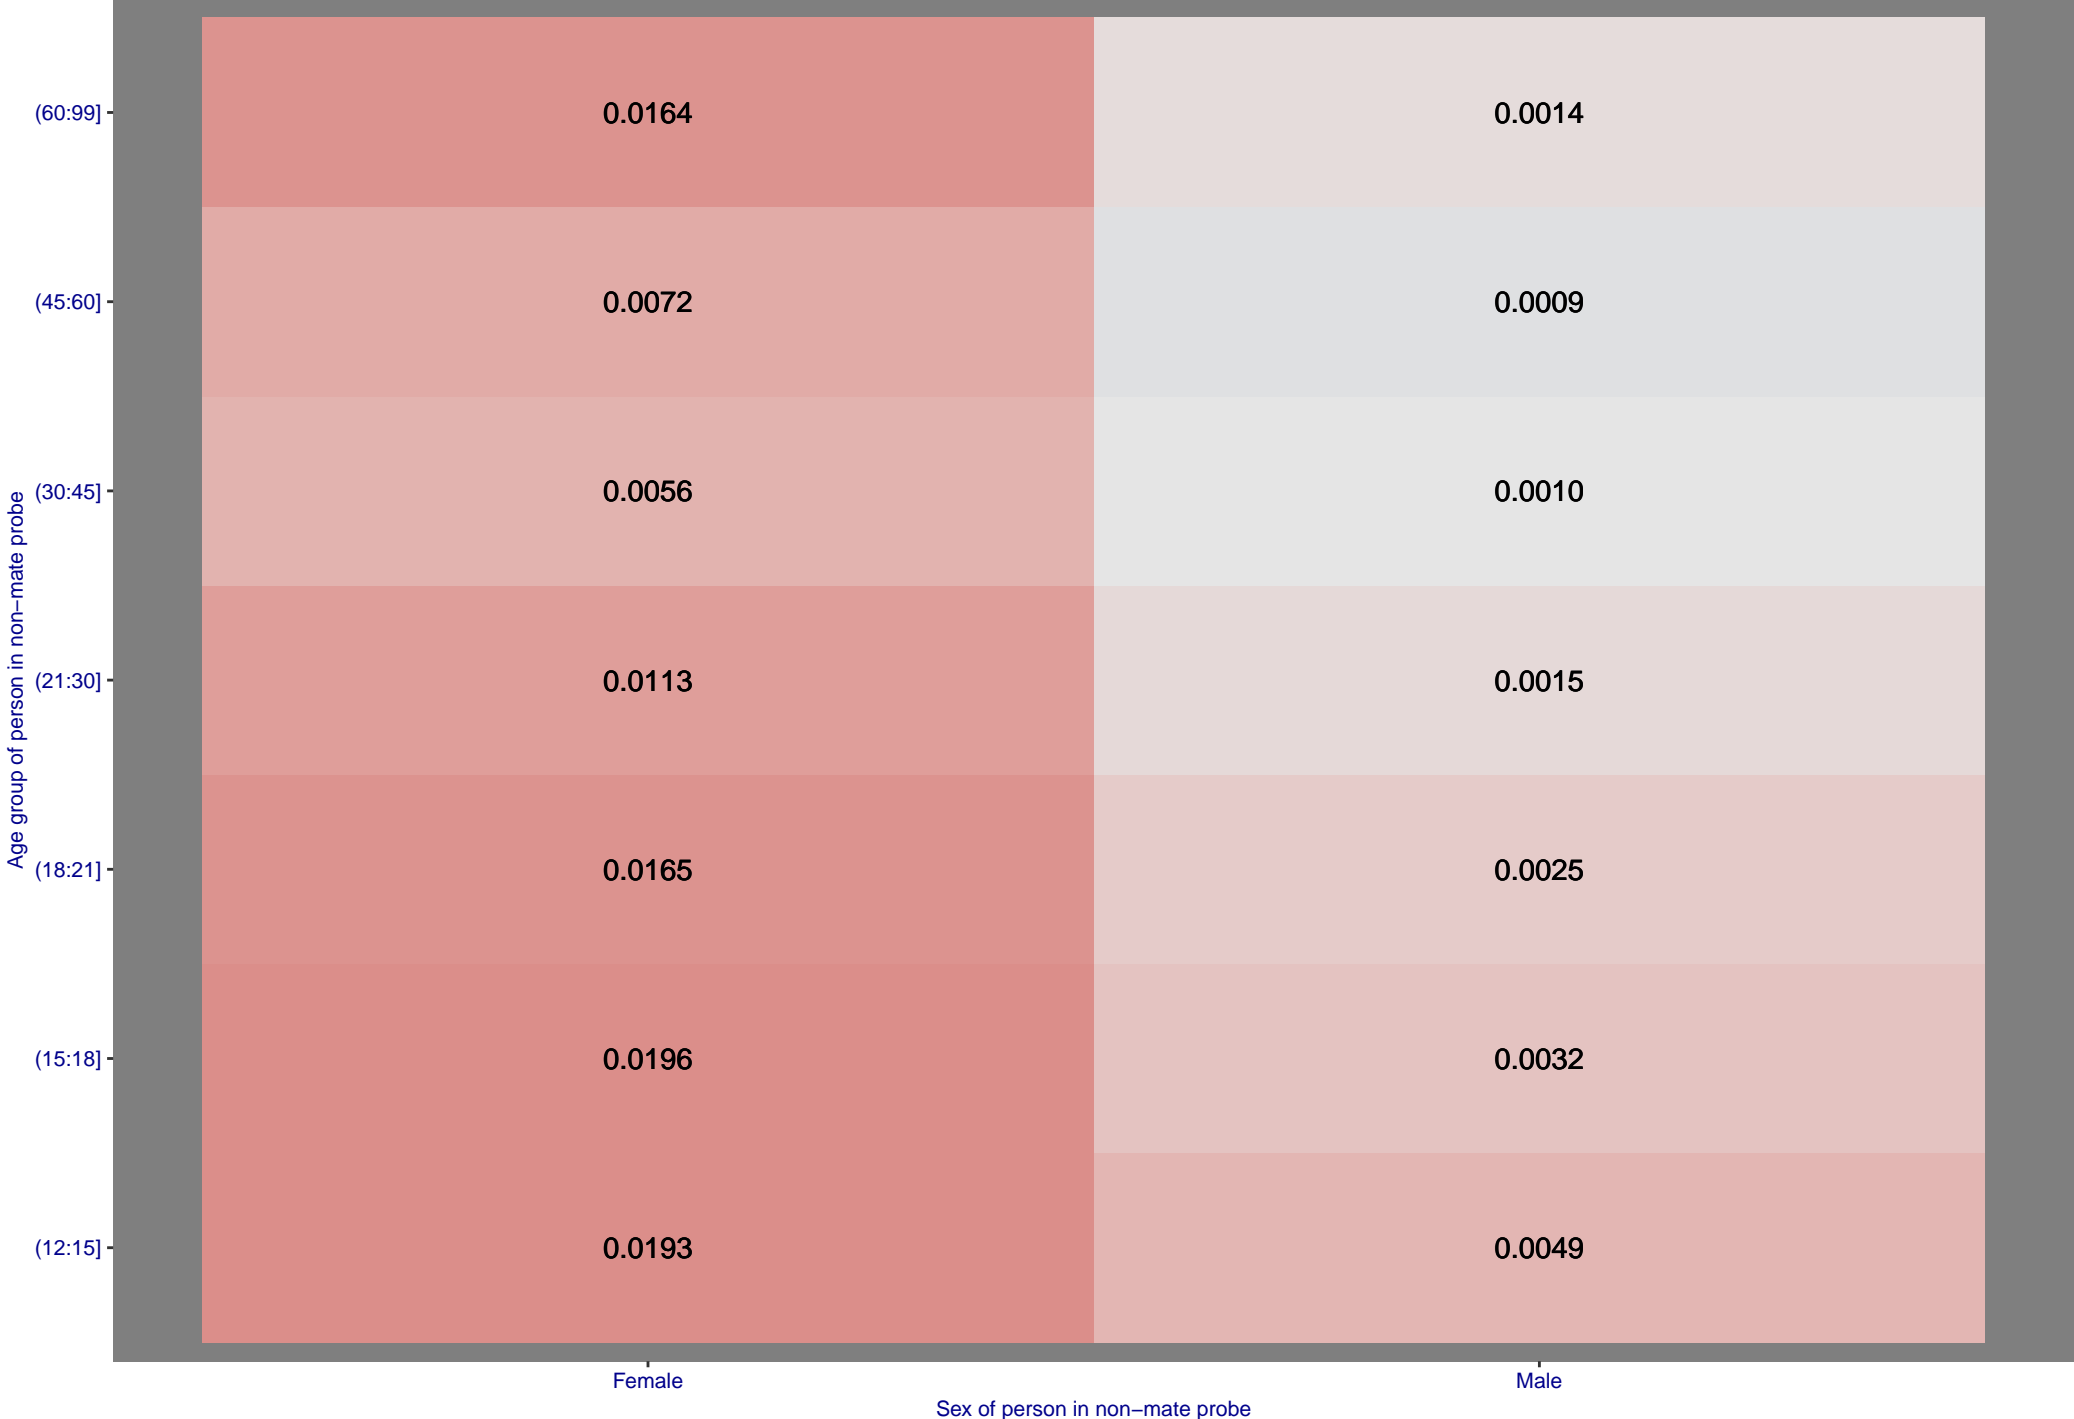 (60:99] 0.0164 0.0014
(45:60] 0.0072 0.0009
(30:45] 0.0056 0.0010
(21:30] 0.0113 0.0015
(18:21] 0.0165 0.0025
(15:18] 0.0196 0.0032
(12:15] 0.0193 0.0049
Age group of person in non−mate probe
Female Male
Sex of person in non−mate probe